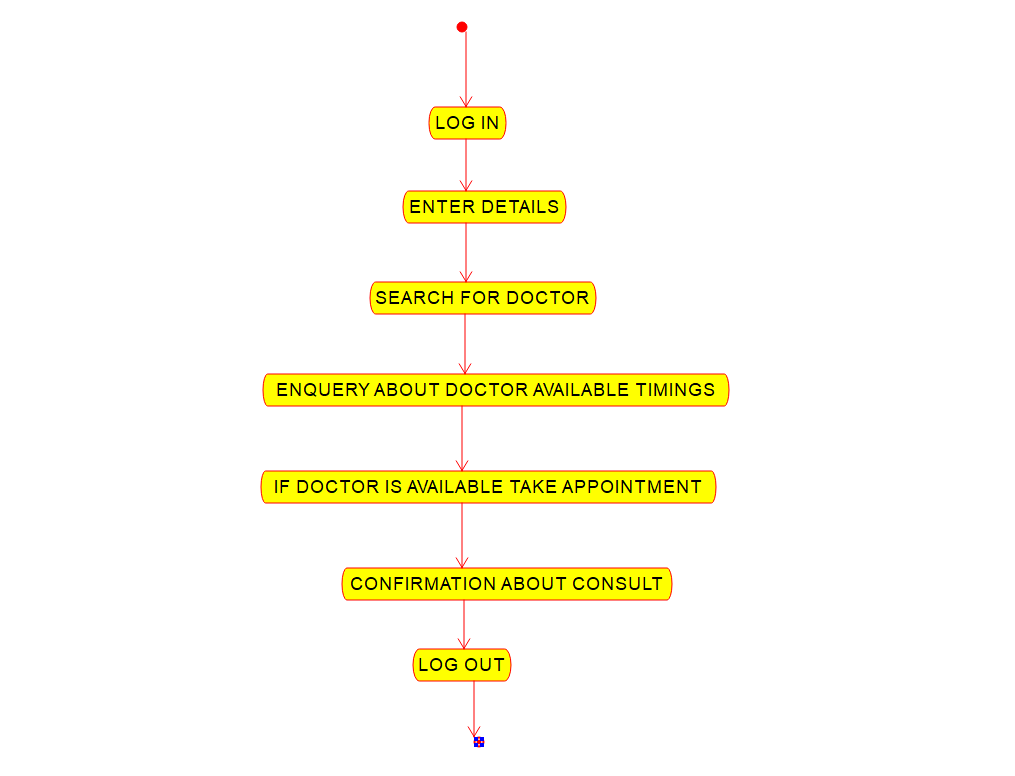 LOG IN
ENTER DETAILS
SEARCH FOR DOCTOR
ENQUERY ABOUT DOCTOR AVAILABLE TIMINGS
IF DOCTOR IS AVAILABLE TAKE APPOINTMENT
CONFIRMATION ABOUT CONSULT
LOG OUT